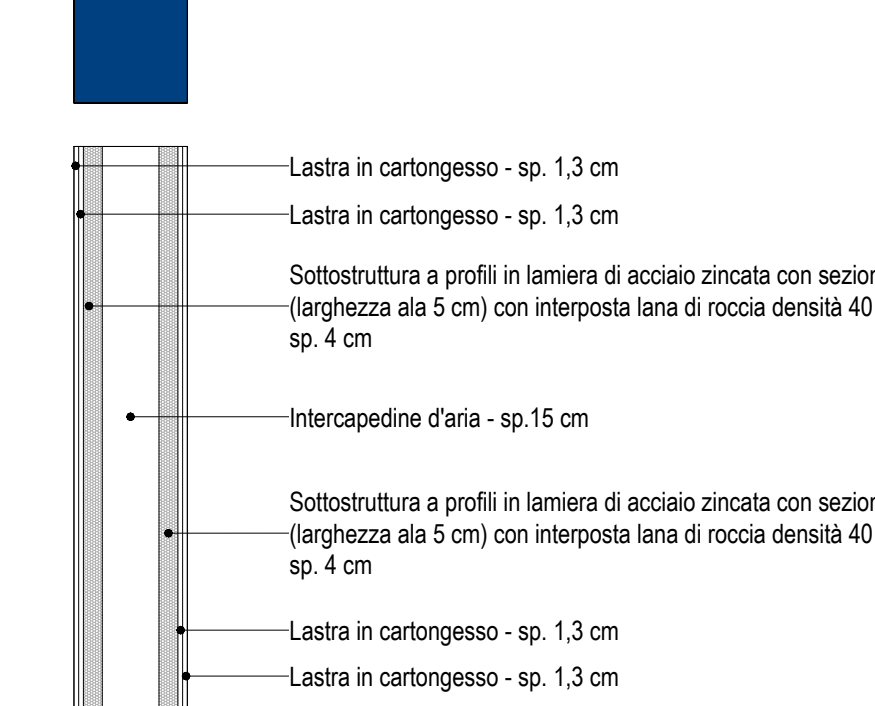 Lastra in cartongesso - sp. 1,3 cm
Lastra in cartongesso - sp. 1,3 cm
Sottostruttura a profili in lamiera di acciaio zincata con
(larghezza ala 5 cm) con interposta lana di roccia densità 40
sp. 4 cm
Intercapedine d'aria - sp.15 cm
Sottostruttura a profili in lamiera di acciaio zincata con
(larghezza ala 5 cm) con interposta lana di roccia densità 40
sp. 4 cm
Lastra in cartongesso - sp. 1,3 cm
Lastra in cartongesso - sp. 1,3 cm